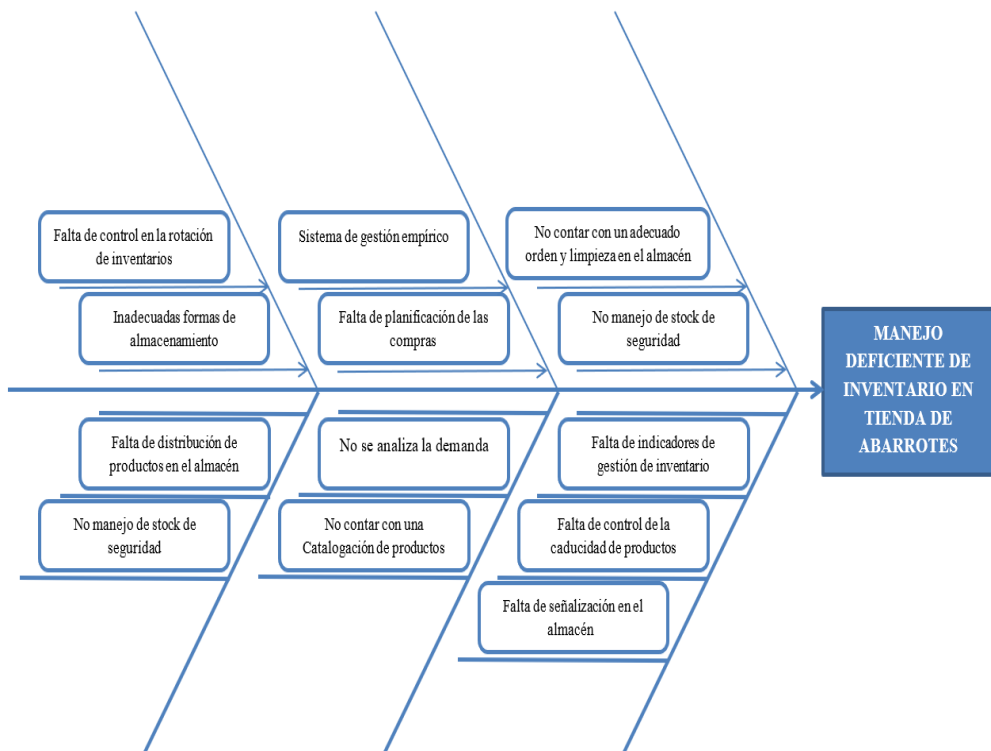 Falta de control en la rotación
de inventarios
Sistema de gestión empírico
No contar con un adecuado
orden y limpieza en el almacén
Inadecuadas formas de
almacenamiento
Falta de planificación de las
compras
No manejo de stock de
seguridad
MANEJO
DEFICIENTE DE
INVENTARIO EN
TIENDA DE
ABARROTES
Falta de distribución de
productos en el almacén
No se analiza la demanda
Falta de indicadores de
gestión de inventario
No manejo de stock de
seguridad
No contar con una
Catalogación de productos
Falta de control de la
caducidad de productos
Falta de señalización en el
almacén